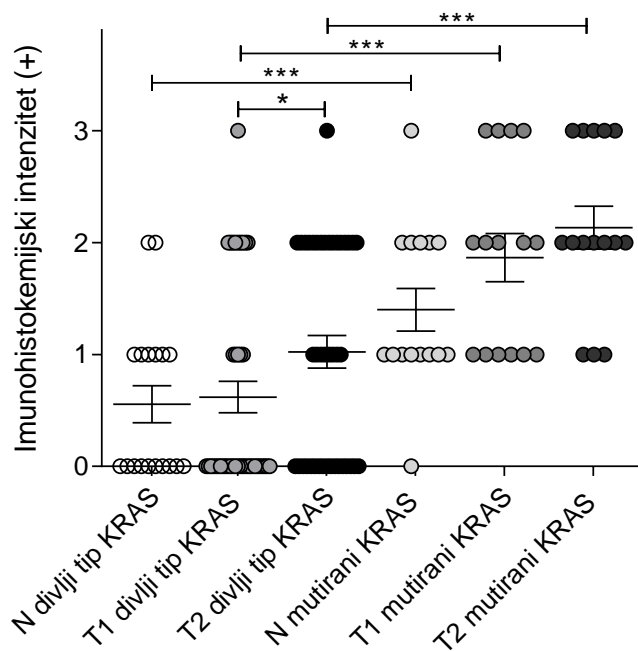 ***
***
***
*
Imunohistokemijski intenzitet (+)
3
2
1
0
N divlji tip KRAS
T1 divlji tip KRAS
T2 divlji tip KRAS
N mutirani KRAS
T1 mutirani KRAS
T2 mutirani KRAS